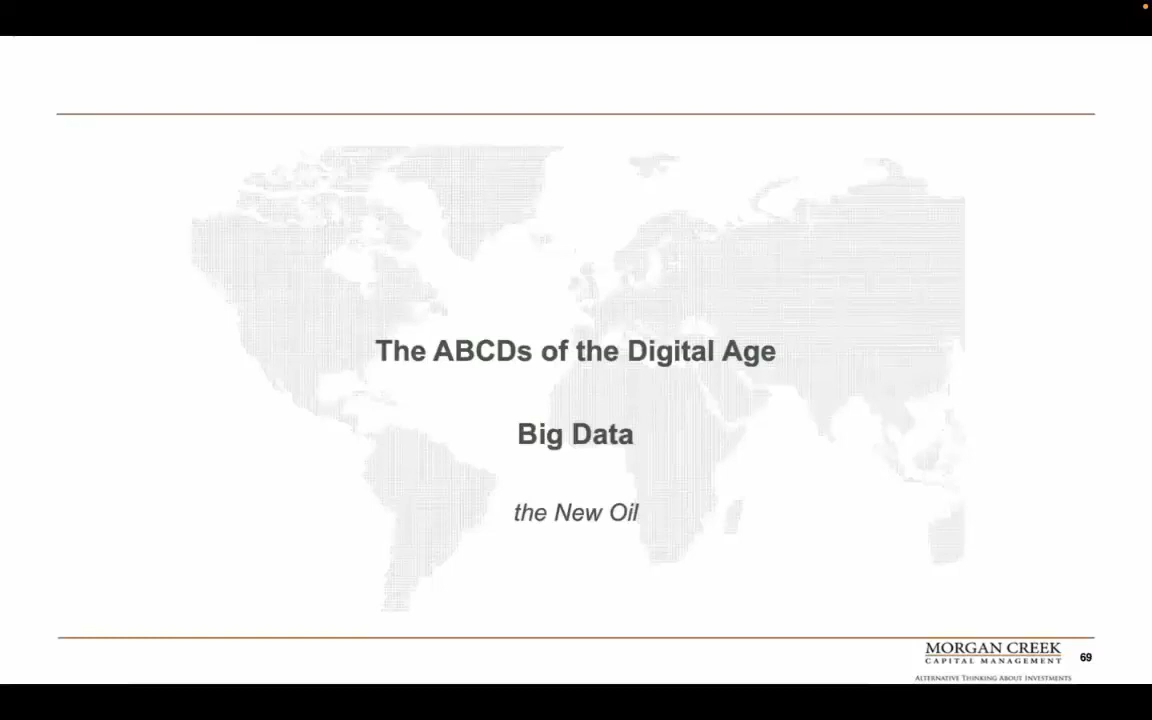 The ABCDs of the Digital Age
Big Data
the New Oil
MORGAN CREEK
CAPITAL MANAGEMENT
ALTERNATIVE THINKING ABOUT INVESTMENTS
69